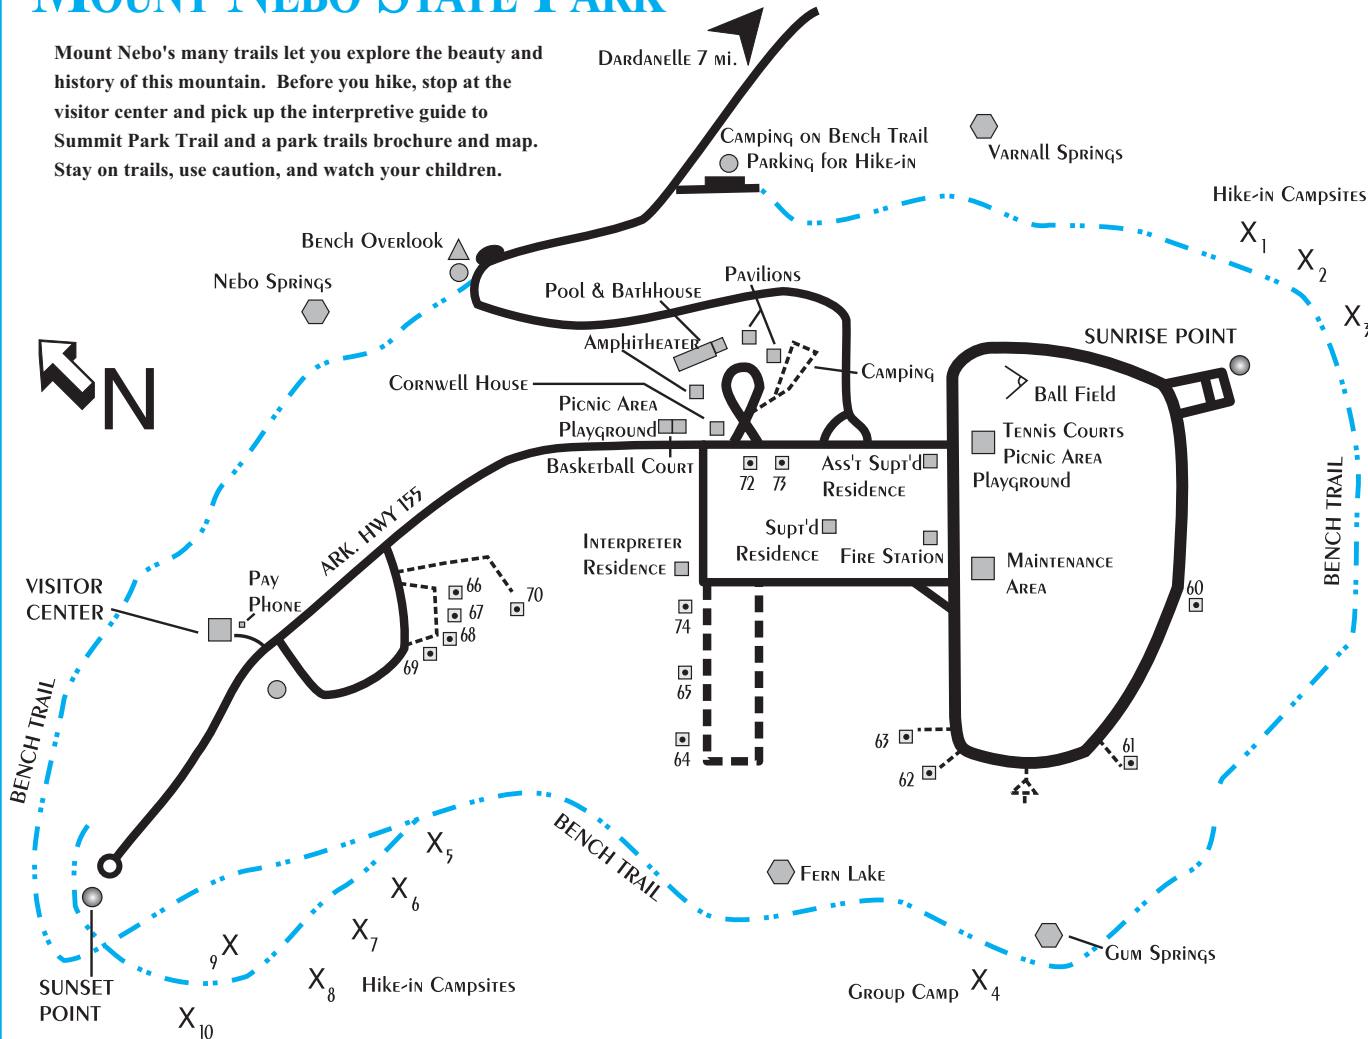 MOUNT NEBO STATE PARK
Mount Nebo's many trails let you explore the beauty and
history of this mountain.  Before you hike, stop at the
visitor center and pick up the interpretive guide to
Summit Park Trail and a park trails brochure and map.
Stay on trails, use caution, and watch your children.
Dardanelle 7 mi.
Camping on Bench Trail
Parking for Hike-in
Varnall Springs
Hike-in Campsites
X1
X2
X3
Bench Overlook
Nebo Springs
Pavilions
Pool & Bathhouse
Amphitheater
Cornwell House
Camping
SUNRISE POINT
Ball Field
Picnic Area
Playground
Basketball Court
Tennis Courts
Picnic Area
Playground
N
72
73
Ass't Supt'd
Residence
Supt'd
Residence
Fire Station
Interpreter
Residence
Maintenance
Area
ARK. HWY 155
BENCH TRAIL
VISITOR
CENTER
Pay
Phone
66
67
68
69
70
60
74
65
64
63
62
61
BENCH TRAIL
BENCH TRAIL
X5
X6
X7
X8
9X
X10
Hike-in Campsites
Fern Lake
Gum Springs
Group Camp X4
SUNSET
POINT